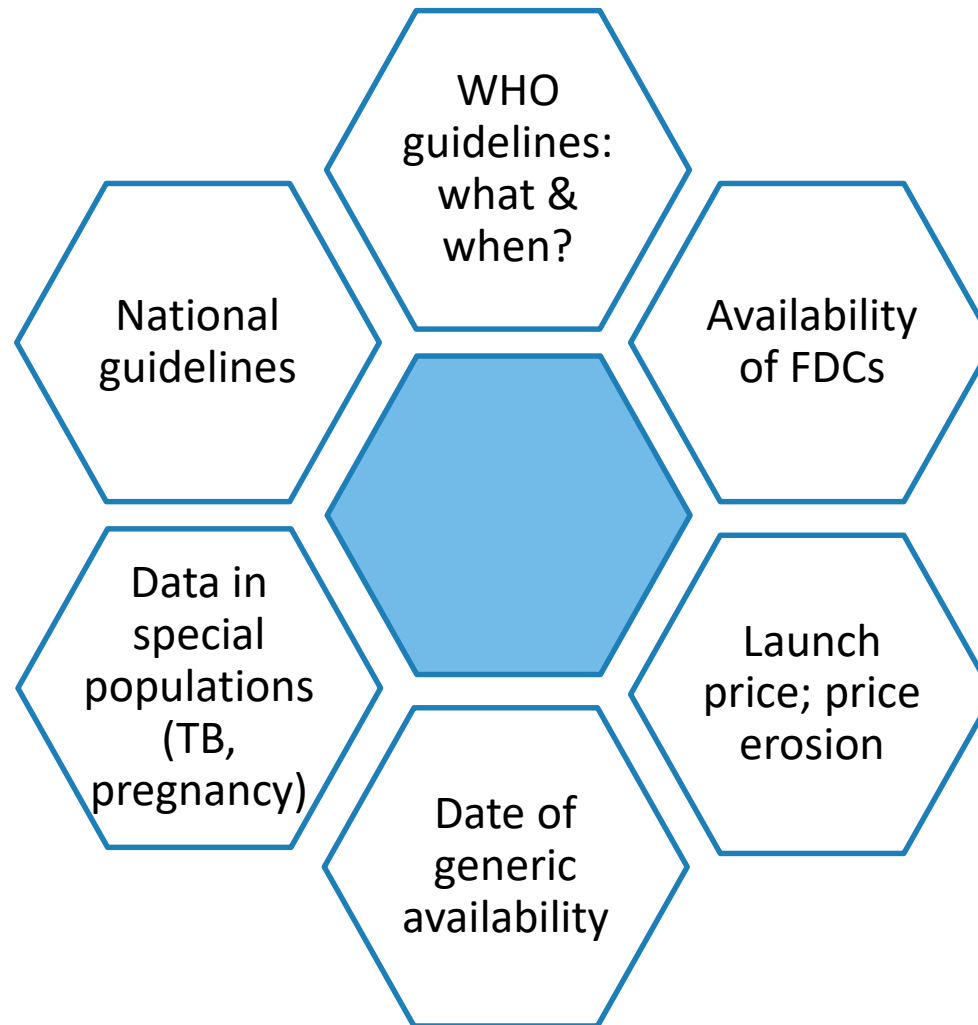 WHO
guidelines:
what &
when?
National
guidelines
Availability
of FDCs
Data in
special
populations
(TB,
pregnancy)
Launch
price; price
erosion
Date of
generic
availability